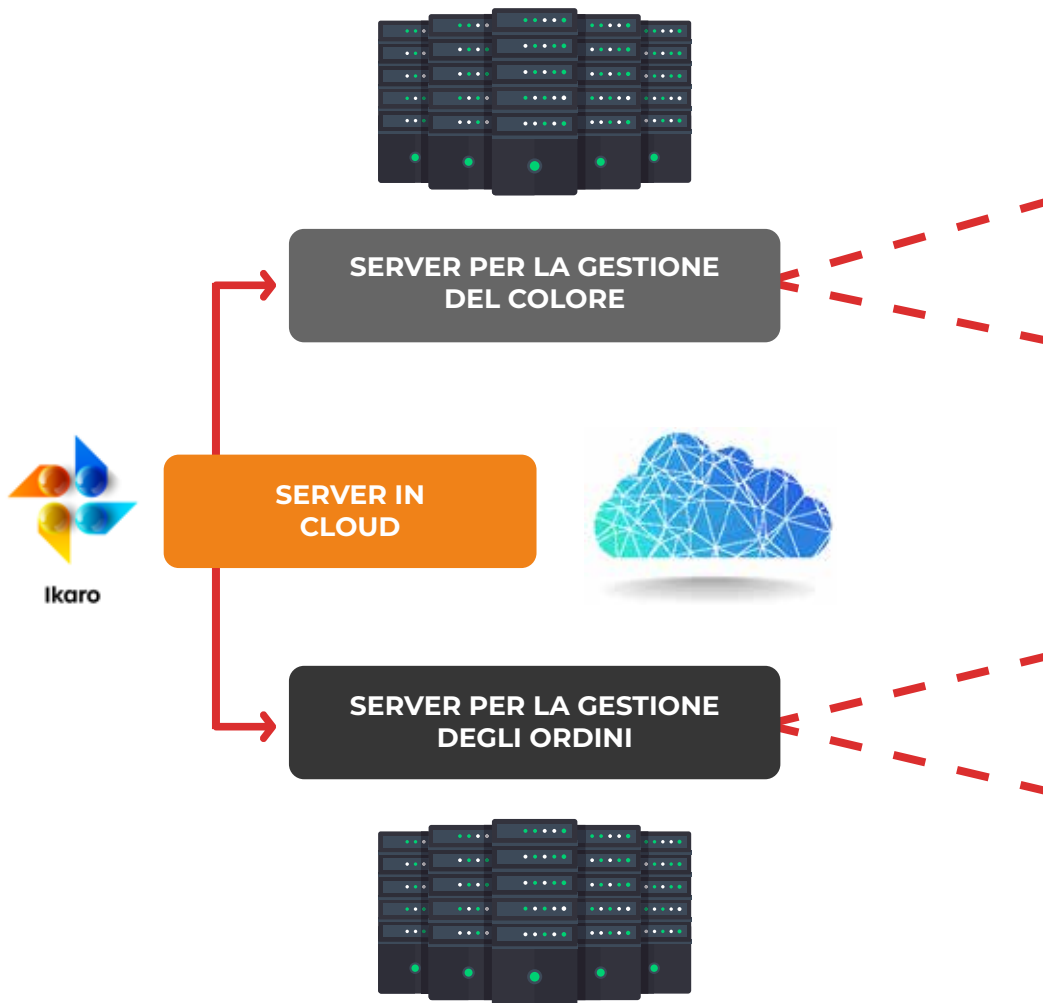 SERVER PER LA GESTIONE
DEL COLORE
SERVER IN
CLOUD
Ikaro
SERVER PER LA GESTIONE
DEGLI ORDINI